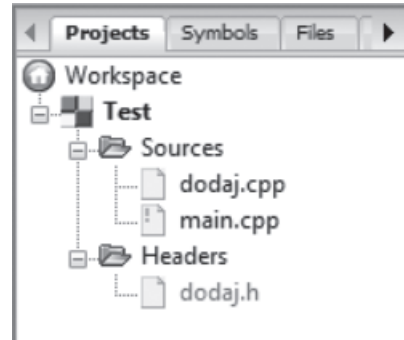 Projects Symbols Files
Workspace
Test
Sources
dodaj.cpp
main.cpp
Headers
dodaj.h